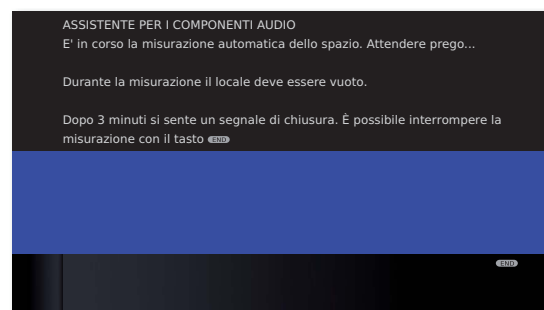 ASSISTENTE PER I COMPONENTI AUDIO
E' in corso la misurazione automatica dello spazio. Attendere prego...
Durante la misurazione il locale deve essere vuoto.
Dopo 3 minuti si sente un segnale di chiusura. È possibile interrompere la
misurazione con il tasto END
END